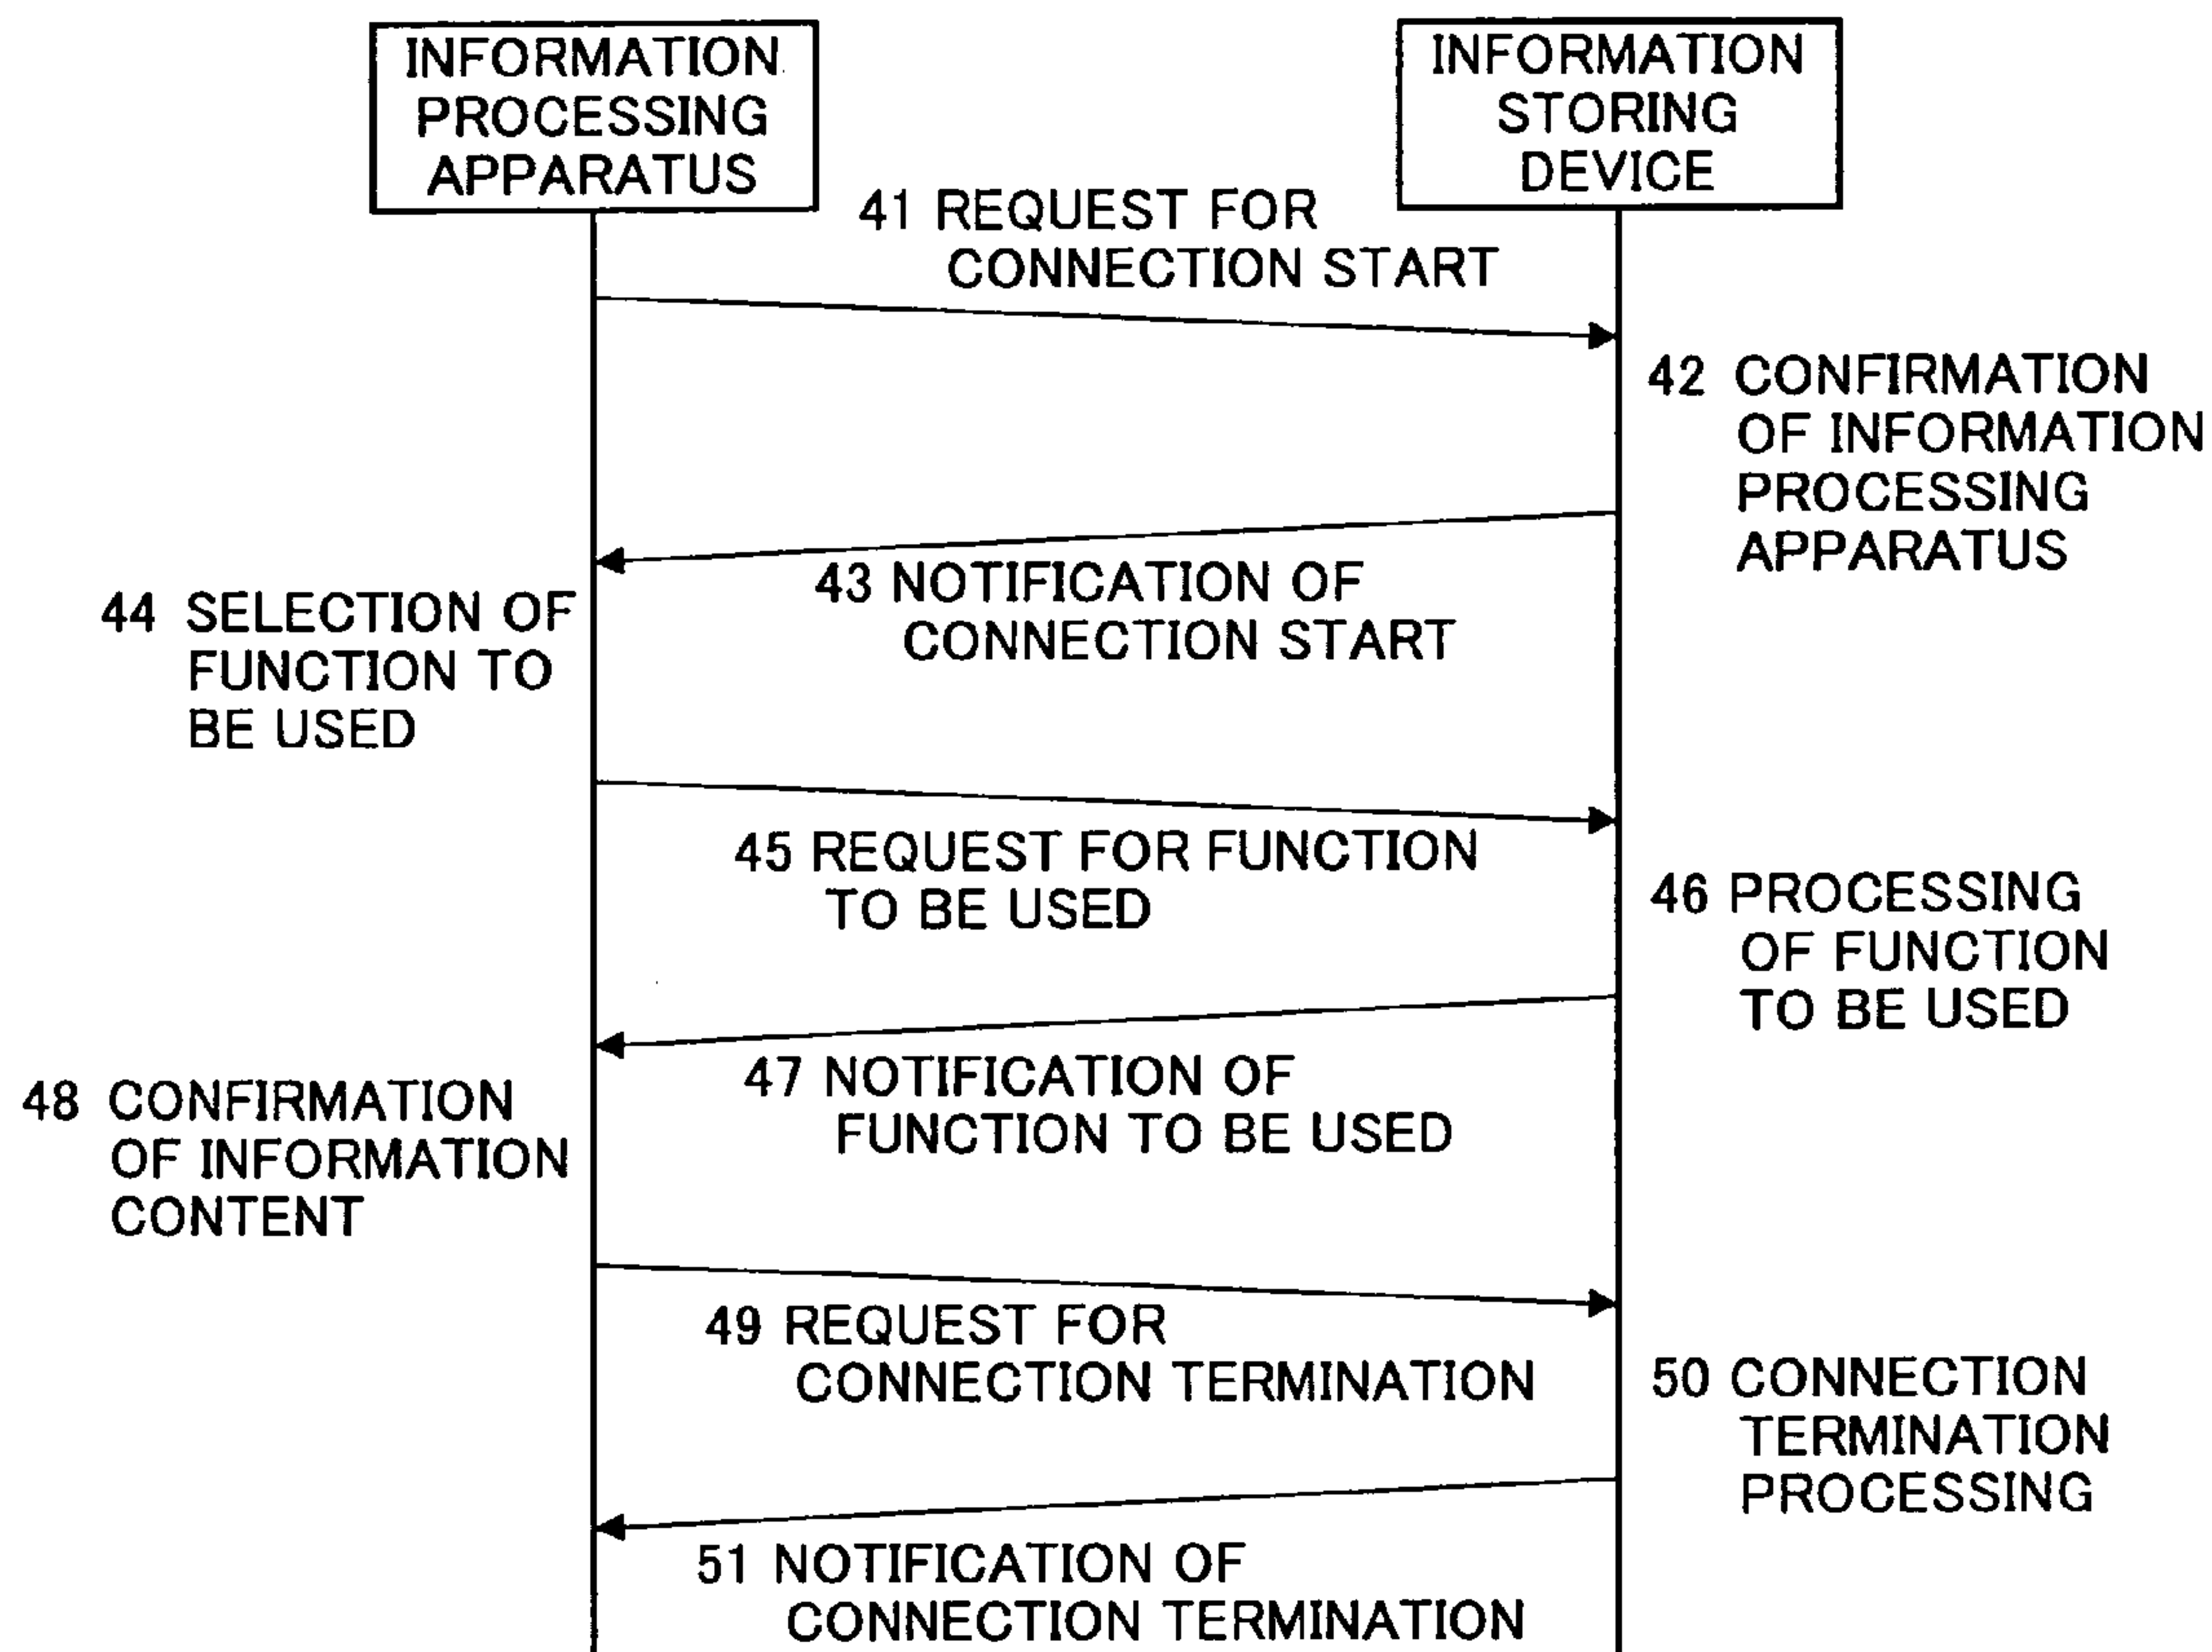 INFORMATION
PROCESSING
APPARATUS
INFORMATION
STORING
DEVICE
41 REQUEST FOR
CONNECTION START
42 CONFIRMATION
OF INFORMATION
PROCESSING
APPARATUS
43 NOTIFICATION OF
CONNECTION START
44 SELECTION OF
FUNCTION TO
BE USED
45 REQUEST FOR FUNCTION
TO BE USED
46 PROCESSING
OF FUNCTION
TO BE USED
47 NOTIFICATION OF
FUNCTION TO BE USED
48 CONFIRMATION
OF INFORMATION
CONTENT
49 REQUEST FOR
CONNECTION TERMINATION
50 CONNECTION
TERMINATION
PROCESSING
51 NOTIFICATION OF
CONNECTION TERMINATION